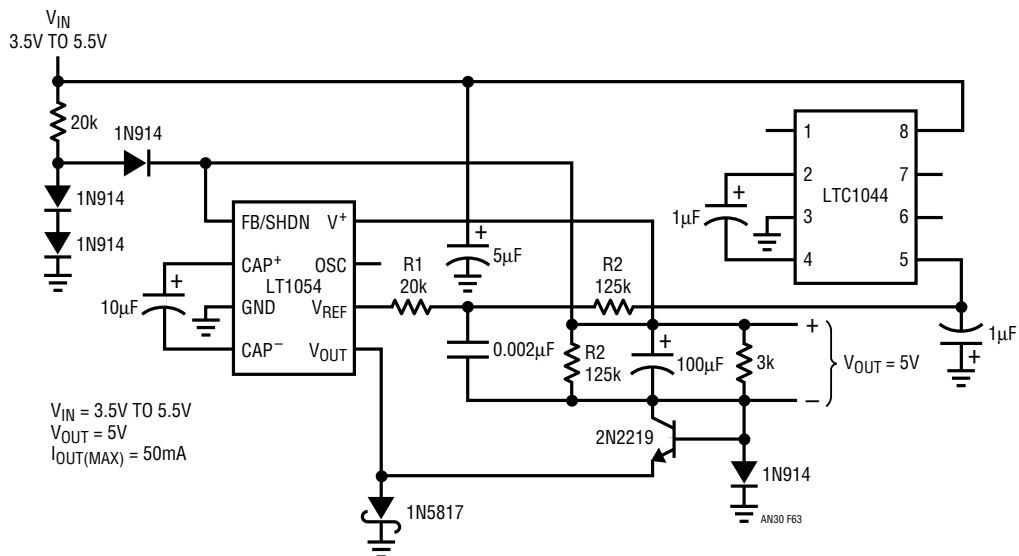 VIN
3.5V TO 5.5V
20k
1N914
1N914
1N914
FB/SHDN
V+
CAP+
OSC
LT1054
GND
VREF
CAP−
VOUT
10µF
+
5µF
+
R1
20k
R2
125k
0.002µF
R2
125k
100µF
+
3k
+
−
VOUT = 5V
1
2
3
4
8
7
6
5
LTC1044
1µF
+
1µF
+
2N2219
1N914
1N5817
VIN = 3.5V TO 5.5V
VOUT = 5V
IOUT(MAX) = 50mA
AN30 F63